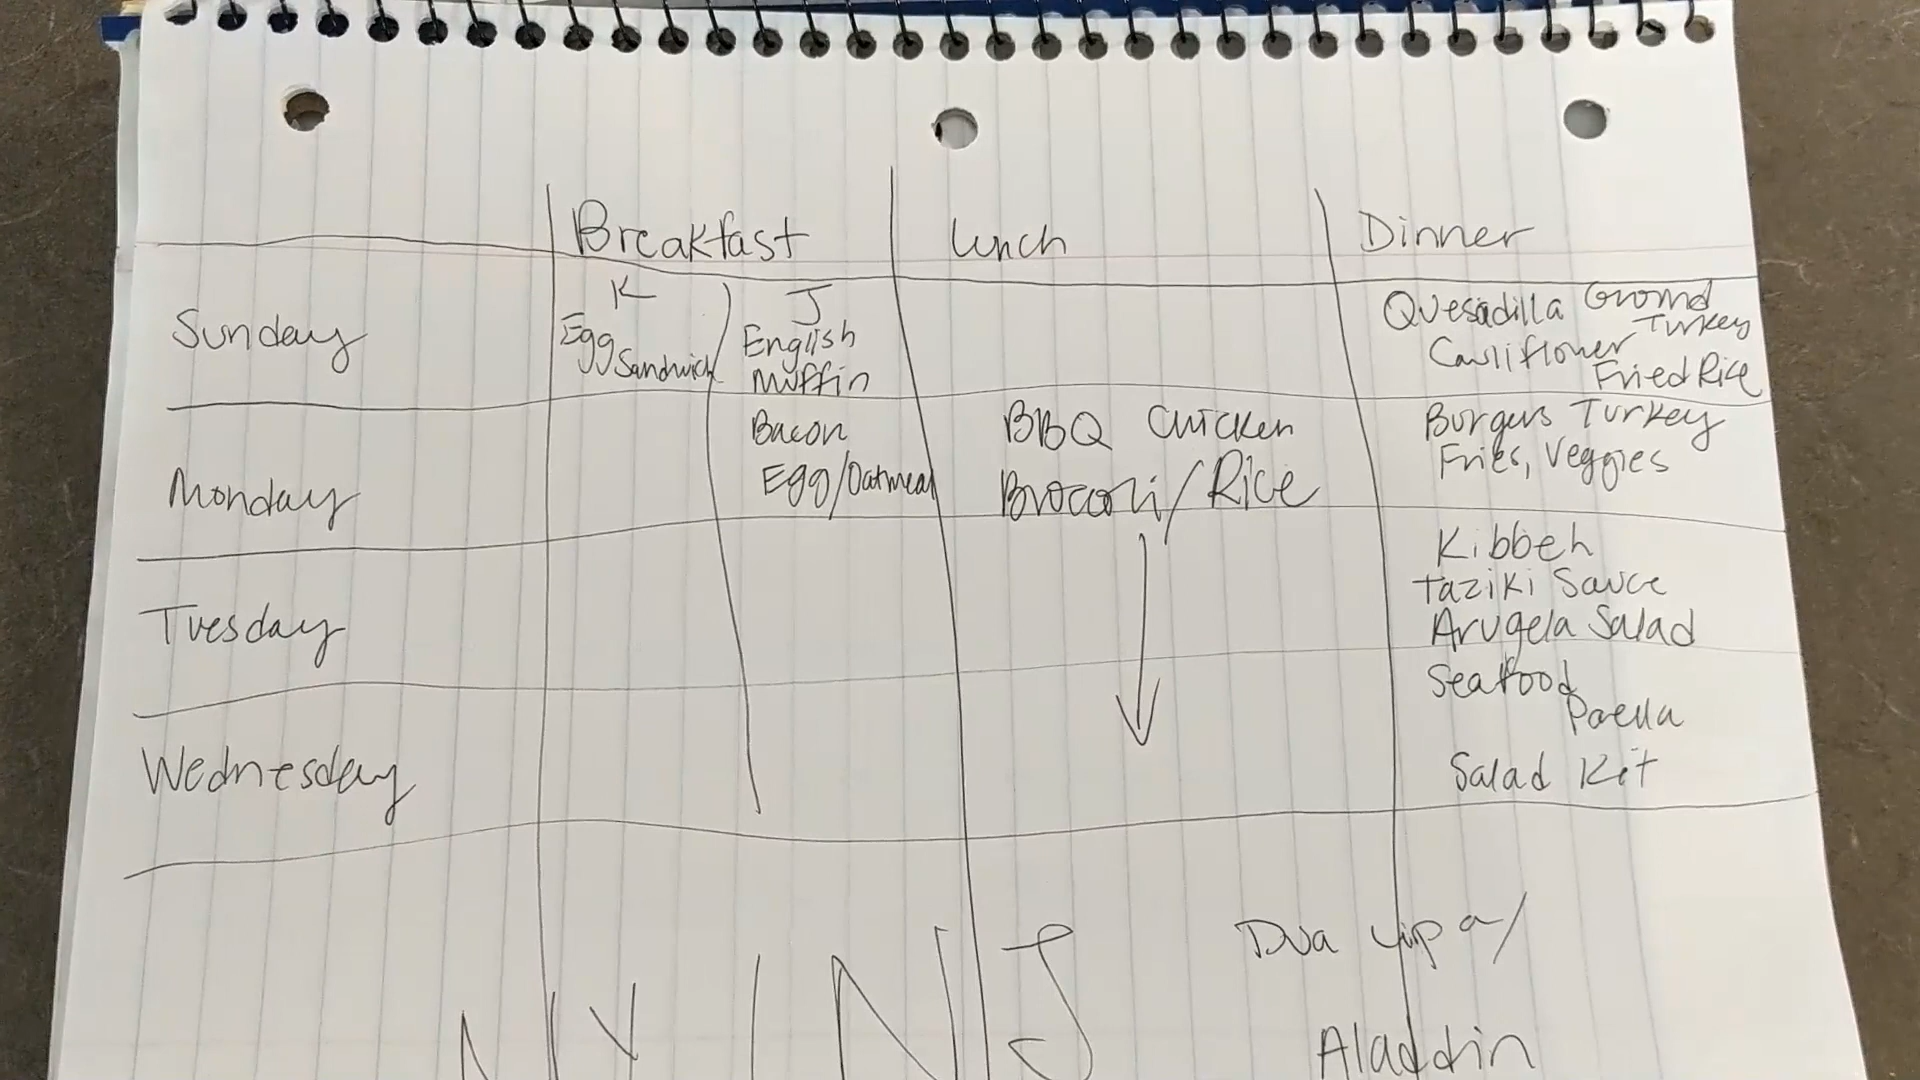 Breakfast Lunch Dinner
K J
Sunday
Egg
Sandwich
English
Muffin
Quesadilla Ground
Turkey
Cauliflower
Fried Rice
Monday
Bacon
Egg/Oatmeal
BBQ Chicken
Broccoli/Rice
Burgers Turkey
Fries, Veggies
Tuesday
Kibbeh
Taziki Sauce
Arugela Salad
Wednesday
Seafood
Paella
Salad Kit
NY/NJ
Dua Lipa/
Aladdin